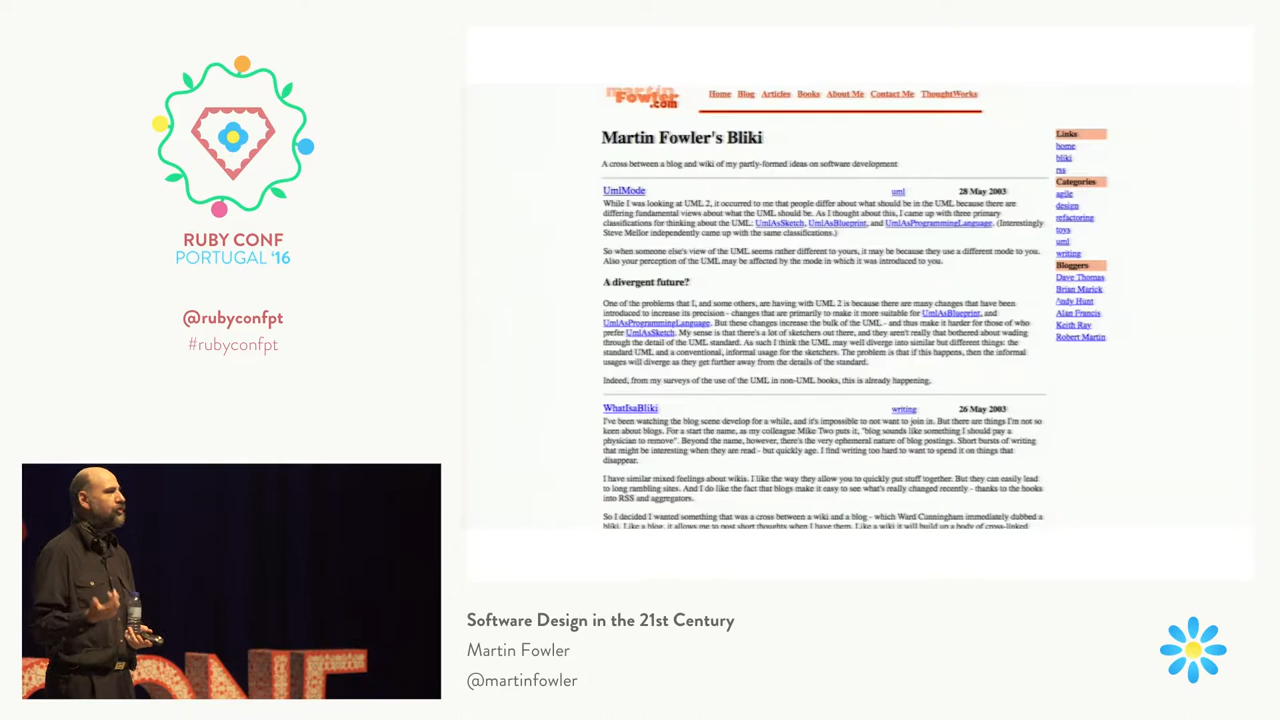 RUBY CONF
PORTUGAL '16
@rubyconfpt
#rubyconfpt
martin
Fowler
.com
Home Blog Articles Books About Me Contact Me ThoughtWorks
Martin Fowler's Bliki
A cross between a blog and wiki of my partly-formed ideas on software development
UmlMode uml 28 May 2003
While I was looking at UML 2, it occurred to me that people differ about what should be in the UML because there are
differing fundamental views about what the UML should be. As I thought about this, I came up with three primary
classifications for thinking about the UML: UmlAsSketch, UmlAsBlueprint, and UmlAsProgrammingLanguage. (Interestingly
Steve Mellor independently came up with the same classifications.)
So when someone else's view of the UML seems rather different to yours, it may be because they use a different mode to you.
Also your perception of the UML may be affected by the mode in which it was introduced to you.
A divergent future?
One of the problems that I, and some others, are having with UML 2 is because there are many changes that have been
introduced to increase its precision - changes that are primarily to make it more suitable for UmlAsBlueprint, and
UmlAsProgrammingLanguage. But these changes increase the bulk of the UML - and thus make it harder for those of who
prefer UmlAsSketch. My sense is that there's a lot of sketchers out there, and they aren't really that bothered about wading
through the detail of the UML standard. As such I think the UML may well diverge into similar but different things: the
standard UML and a conventional, informal usage for the sketchers. The problem is that if this happens, then the informal
usages will diverge as they get further away from the details of the standard.
Indeed, from my surveys of the use of the UML in non-UML books, this is already happening.
WhatIsaBliki writing 26 May 2003
I've been watching the blog scene develop for a while, and it's impossible to not want to join in. But there are things I'm not so
keen about blogs. For a start the name, as my colleague Mike Two puts it, "blog sounds like something I should pay a
physician to remove". Beyond the name, however, there's the very ephemeral nature of blog postings. Short bursts of writing
that might be interesting when they are read - but quickly age. I find writing too hard to want to spend it on things that
disappear.
I have similar mixed feelings about wikis. I like the way they allow you to quickly put stuff together. But they can easily lead
to long rambling sites. And I do like the fact that blogs make it easy to see what's really changed recently - thanks to the hooks
into RSS and aggregators.
So I decided I wanted something that was a cross between a wiki and a blog - which Ward Cunningham immediately dubbed a
bliki. Like a blog, it allows me to post short thoughts when I have them. Like a wiki it will build up a body of cross-linked
Links
home
bliki
rss
Categories
agile
design
refactoring
toys
uml
writing
Bloggers
Dave Thomas
Brian Marick
Andy Hunt
Alan Francis
Keith Ray
Robert Martin
CONF
Software Design in the 21st Century
Martin Fowler
@martinfowler